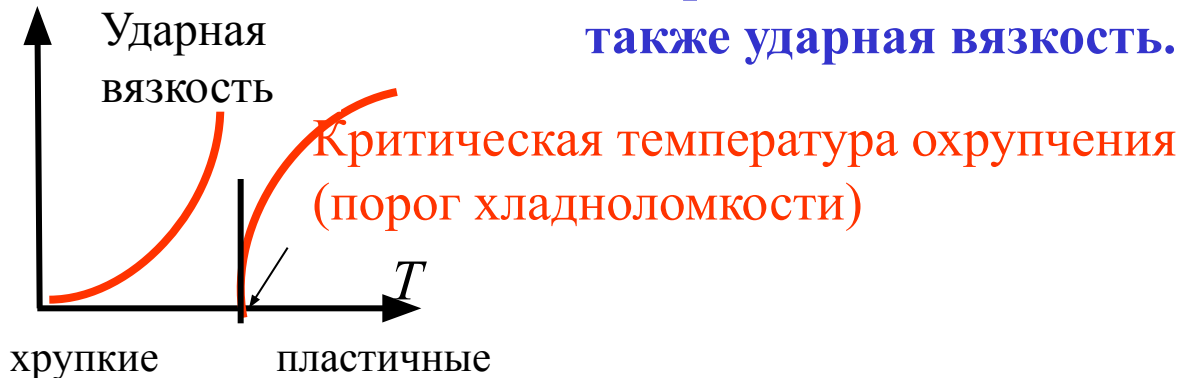 Ударная
вязкость
также ударная вязкость.
Критическая температура охрупчения
(порог хладноломкости)
T
хрупкие
пластичные